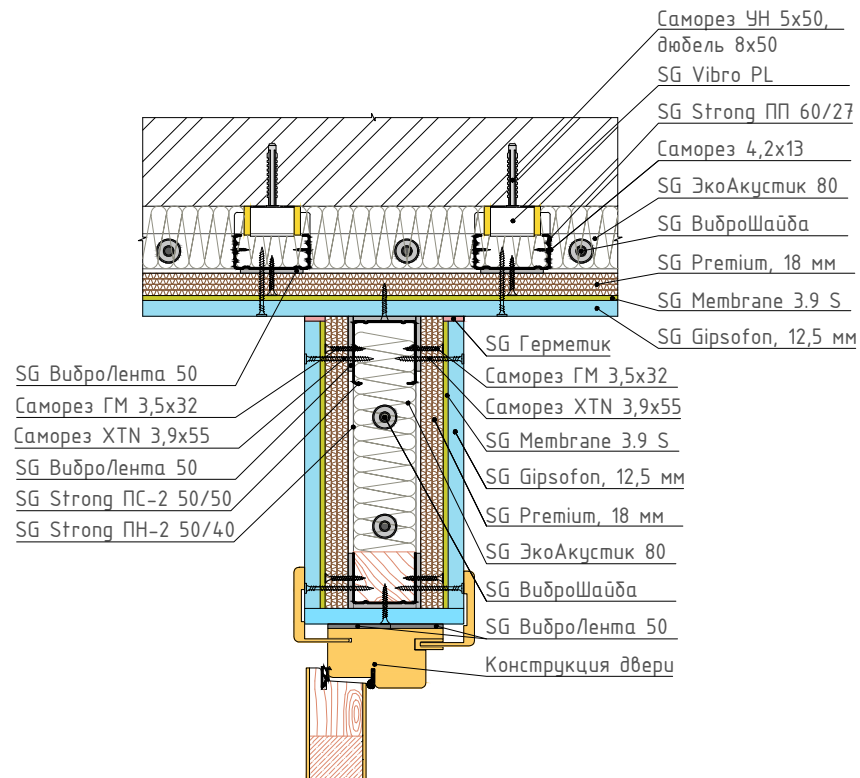 Саморез УН 5х50,
дюбель 8х50
SG Vibro PL
SG Strong ПП 60/27
Саморез 4,2х13
SG ЭкоАкустик 80
SG ВиброШайба
SG Premium, 18 мм
SG Membrane 3.9 S
SG Gipsofon, 12,5 мм
SG ВиброЛента 50
Саморез ГМ 3,5х32
Саморез XTN 3,9х55
SG ВиброЛента 50
SG Strong ПС-2 50/50
SG Strong ПН-2 50/40
SG Герметик
Саморез ГМ 3,5х32
Саморез XTN 3,9х55
SG Membrane 3.9 S
SG Gipsofon, 12,5 мм
SG Premium, 18 мм
SG ЭкоАкустик 80
SG ВиброШайба
SG ВиброЛента 50
Конструкция двери